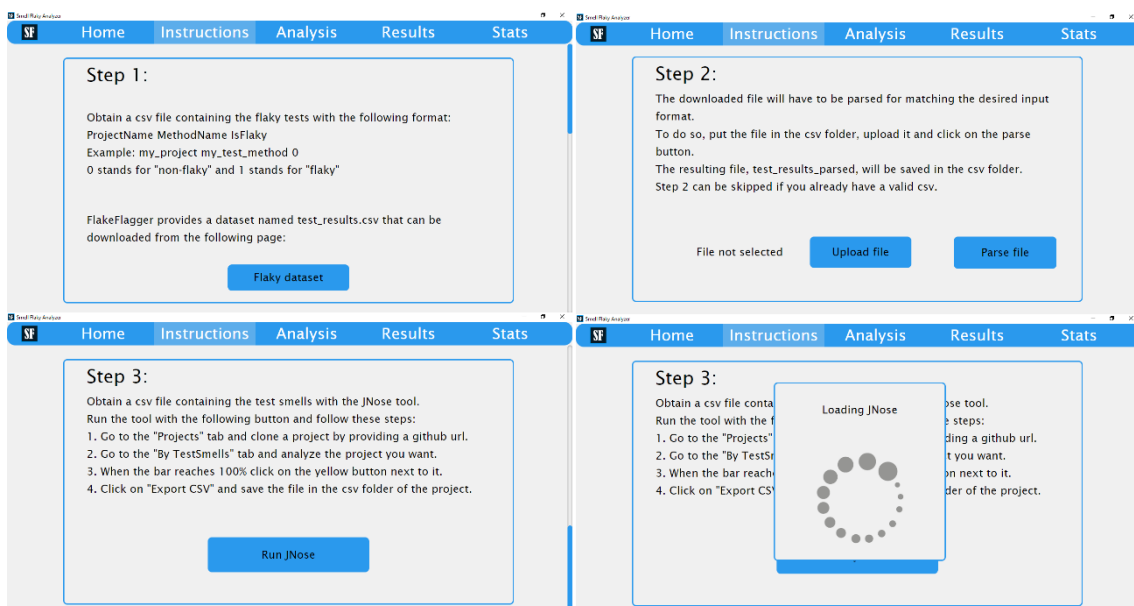 Smell Flaky Analyzer
SF Home Instructions Analysis Results Stats
Step 1:
Obtain a csv file containing the flaky tests with the following format:
ProjectName MethodName IsFlaky
Example: my_project my_test_method 0
0 stands for "non-flaky" and 1 stands for "flaky"
FlakeFlagger provides a dataset named test_results.csv that can be
downloaded from the following page:
Flaky dataset
Smell Flaky Analyzer
SF Home Instructions Analysis Results Stats
Step 2:
The downloaded file will have to be parsed for matching the desired input
format.
To do so, put the file in the csv folder, upload it and click on the parse
button.
The resulting file, test_results_parsed, will be saved in the csv folder.
Step 2 can be skipped if you already have a valid csv.
File not selected Upload file Parse file
Smell Flaky Analyzer
SF Home Instructions Analysis Results Stats
Step 3:
Obtain a csv file containing the test smells with the JNose tool.
Run the tool with the following button and follow these steps:
1. Go to the "Projects" tab and clone a project by providing a github url.
2. Go to the "By TestSmells" tab and analyze the project you want.
3. When the bar reaches 100% click on the yellow button next to it.
4. Click on "Export CSV" and save the file in the csv folder of the project.
Run JNose
Smell Flaky Analyzer
SF Home Instructions Analysis Results Stats
Step 3:
Obtain a csv file conta ose tool.
Run the tool with the f e steps:
1. Go to the "Projects" ding a github url.
2. Go to the "By TestSr t you want.
3. When the bar reach on next to it.
4. Click on "Export CS der of the project.
Loading JNose